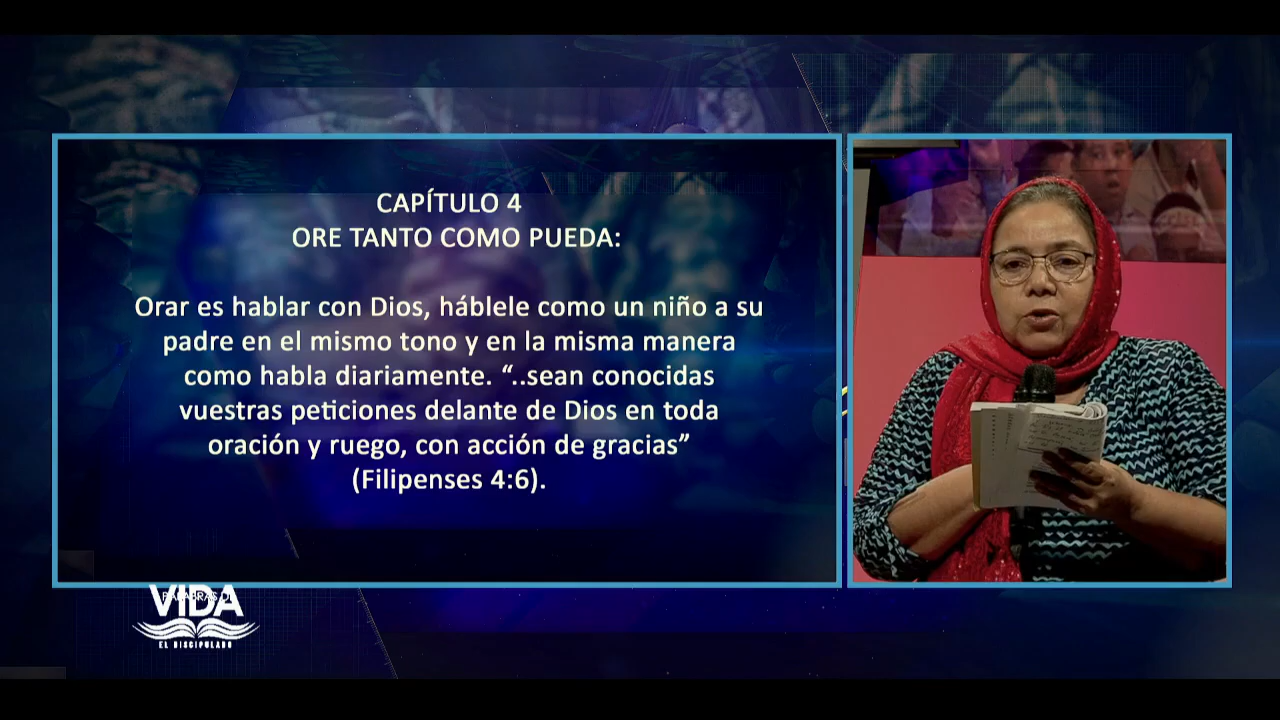 CAPÍTULO 4
ORE TANTO COMO PUEDA:
Orar es hablar con Dios, háblele como un niño a su
padre en el mismo tono y en la misma manera
como habla diariamente. “..sean conocidas
vuestras peticiones delante de Dios en toda
oración y ruego, con acción de gracias”
(Filipenses 4:6).
PALABRAS DE
VIDA
EL DISCIPULADO